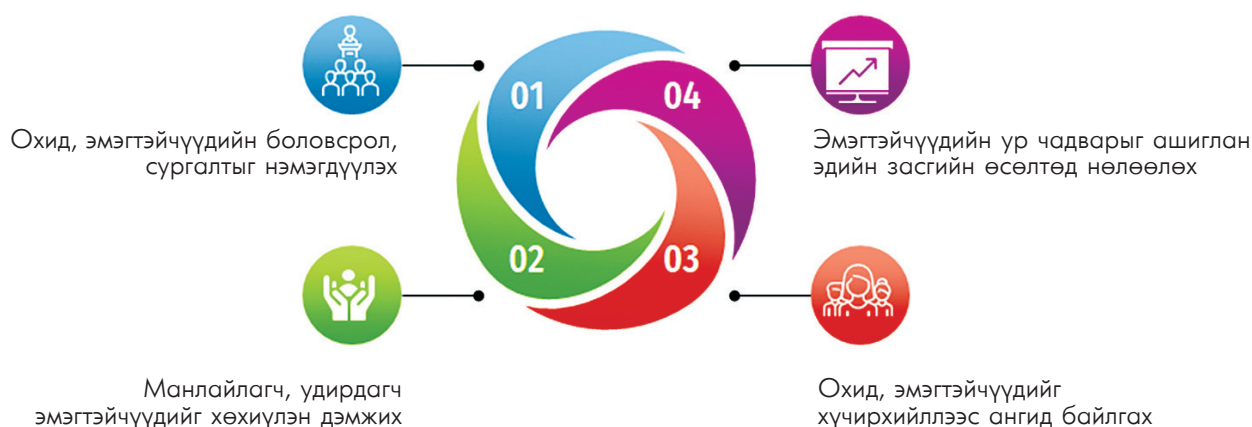 01
Охид, эмэгтэйчүүдийн боловсрол,
сургалтыг нэмэгдүүлэх
02
Манлайлагч, удирдагч
эмэгтэйчүүдийг хөхиүлэн дэмжих
03
Охид, эмэгтэйчүүдийг
хүчирхийллээс ангид байлгах
04
Эмэгтэйчүүдийн ур чадварыг ашиглан
эдийн засгийн өсөлтөд нөлөөлөх